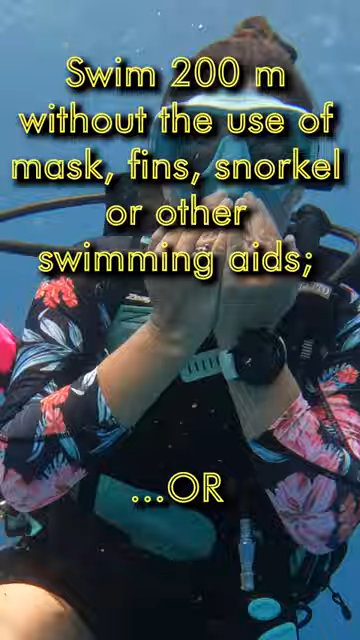 Swim 200 m
without the use of
mask, fins, snorkel
or other
swimming aids;
...OR